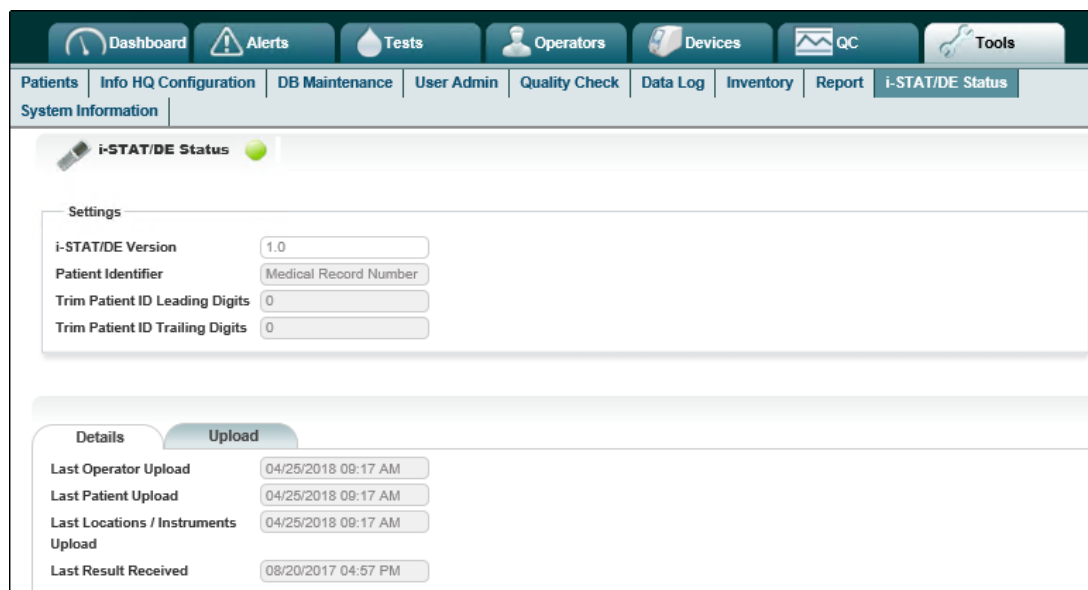 Dashboard Alerts Tests Operators Devices QC Tools
Patients Info HQ Configuration DB Maintenance User Admin Quality Check Data Log Inventory Report i-STAT/DE Status
System Information
i-STAT/DE Status
Settings
i-STAT/DE Version 1.0
Patient Identifier Medical Record Number
Trim Patient ID Leading Digits 0
Trim Patient ID Trailing Digits 0
Details Upload
Last Operator Upload 04/25/2018 09:17 AM
Last Patient Upload 04/25/2018 09:17 AM
Last Locations / Instruments 04/25/2018 09:17 AM
Upload
Last Result Received 08/20/2017 04:57 PM